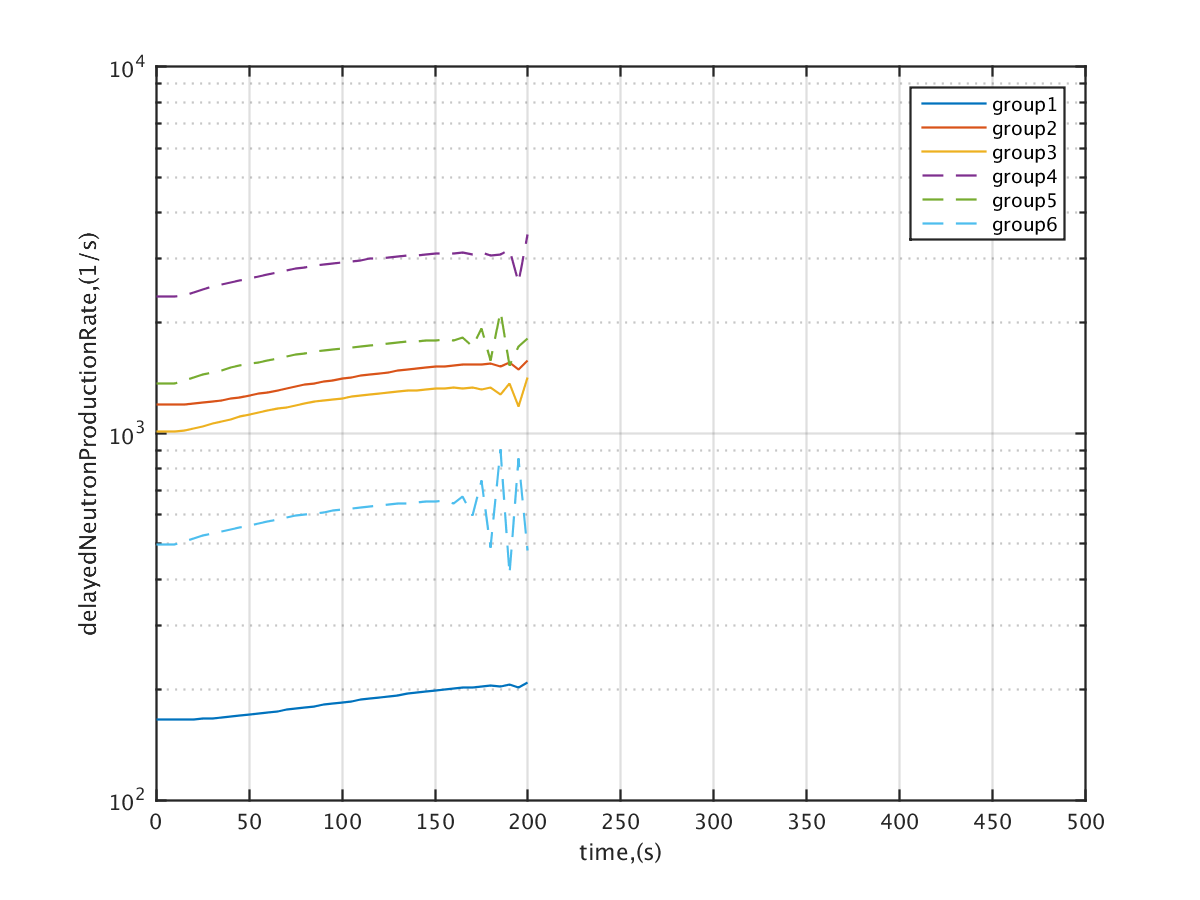 10^4
10^3
10^2
delayedNeutronProductionRate,(1/s)
group1
group2
group3
group4
group5
group6
0 50 100 150 200 250 300 350 400 450 500
time,(s)